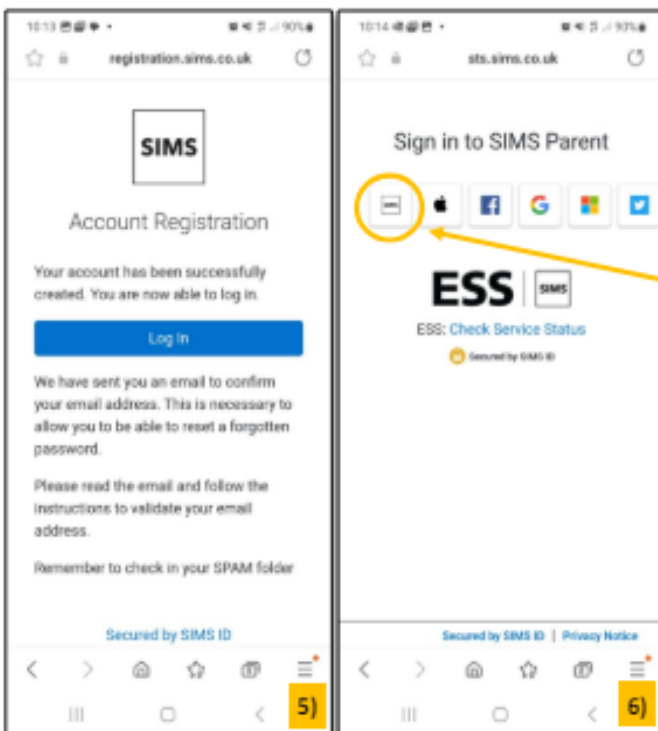 10:13
90%
registration.sims.co.uk
SIMS
Account Registration
Your account has been successfully
created. You are now able to log in.
Log In
We have sent you an email to confirm
your email address. This is necessary to
allow you to be able to reset a forgotten
password.
Please read the email and follow the
instructions to validate your email
address.
Remember to check in your SPAM folder
Secured by SIMS ID
5)
10:14
90%
sts.sims.co.uk
Sign in to SIMS Parent
SIMS
ESS SIMS
ESS: Check Service Status
Secured by SIMS ID
Secured by SIMS ID | Privacy Notice
6)